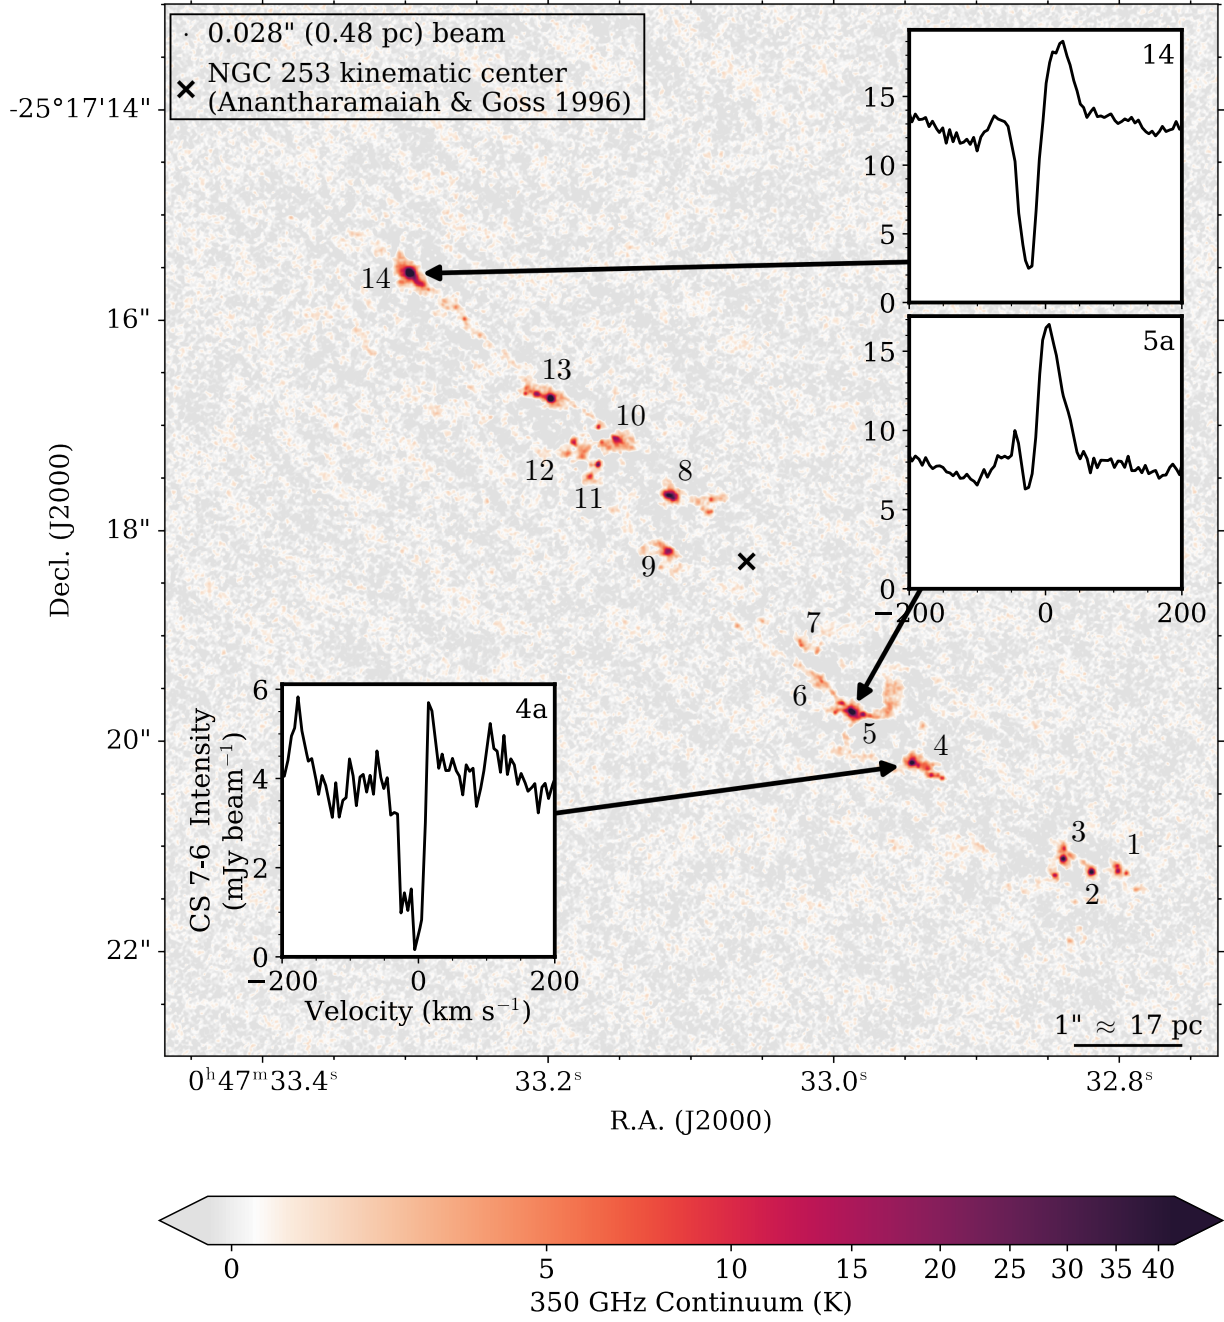 0.028" (0.48 pc) beam
NGC 253 kinematic center
(Anantharamaiah & Goss 1996)
-25°17'14"
16"
18"
20"
22"
Decl. (J2000)
14
15
10
5
0
5a
15
10
5
0
−200 0 200
14
13
10
12
11
8
9
7
6
5
4
3
1
2
4a
6
4
2
0
CS 7-6 Intensity
(mJy beam⁻¹)
−200 0 200
Velocity (km s⁻¹)
1" ≈ 17 pc
0ʰ47ᵐ33.4ˢ 33.2ˢ 33.0ˢ 32.8ˢ
R.A. (J2000)
0 5 10 15 20 25 30 35 40
350 GHz Continuum (K)